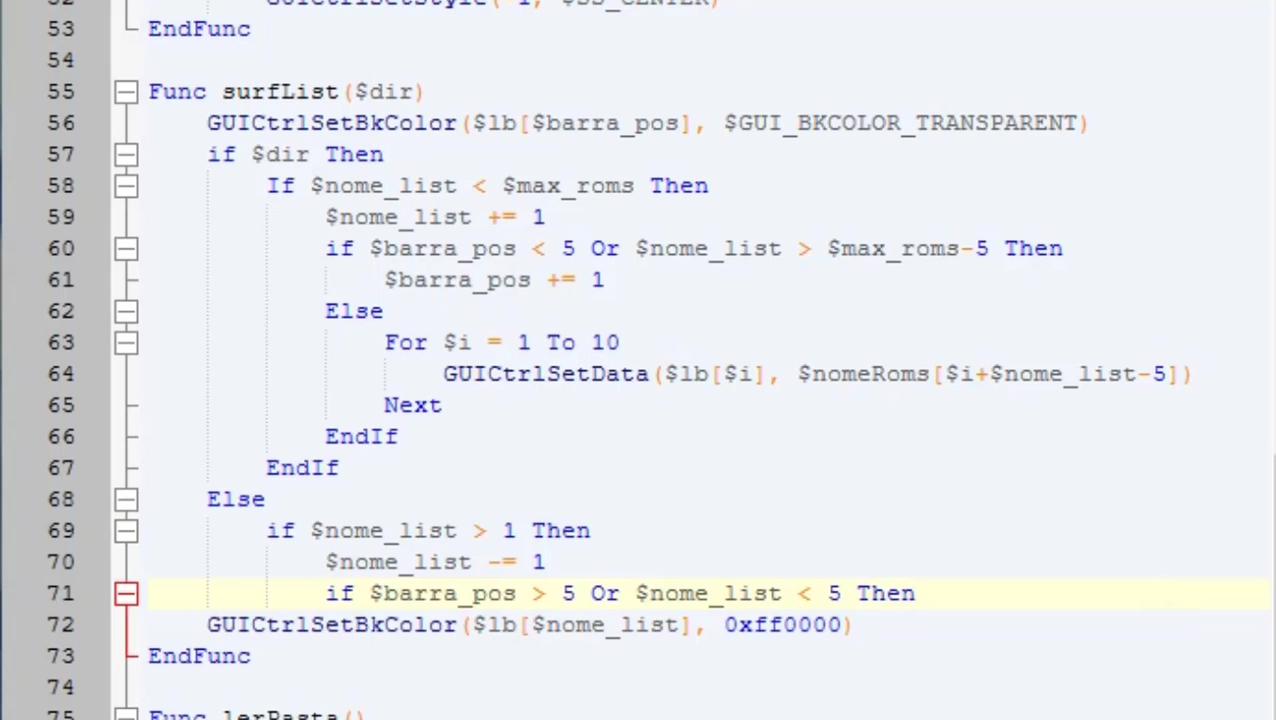 52 GUICtrlSetStyle(-1, $SS_CENTER)
53 EndFunc
54
55 Func surfList($dir)
56 GUICtrlSetBkColor($lb[$barra_pos], $GUI_BKCOLOR_TRANSPARENT)
57 if $dir Then
58 If $nome_list < $max_roms Then
59 $nome_list += 1
60 if $barra_pos < 5 Or $nome_list > $max_roms-5 Then
61 $barra_pos += 1
62 Else
63 For $i = 1 To 10
64 GUICtrlSetData($lb[$i], $nomeRoms[$i+$nome_list-5])
65 Next
66 EndIf
67 EndIf
68 Else
69 if $nome_list > 1 Then
70 $nome_list -= 1
71 if $barra_pos > 5 Or $nome_list < 5 Then
72 GUICtrlSetBkColor($lb[$nome_list], 0xff0000)
73 EndFunc
74
75 Func lerPasta()